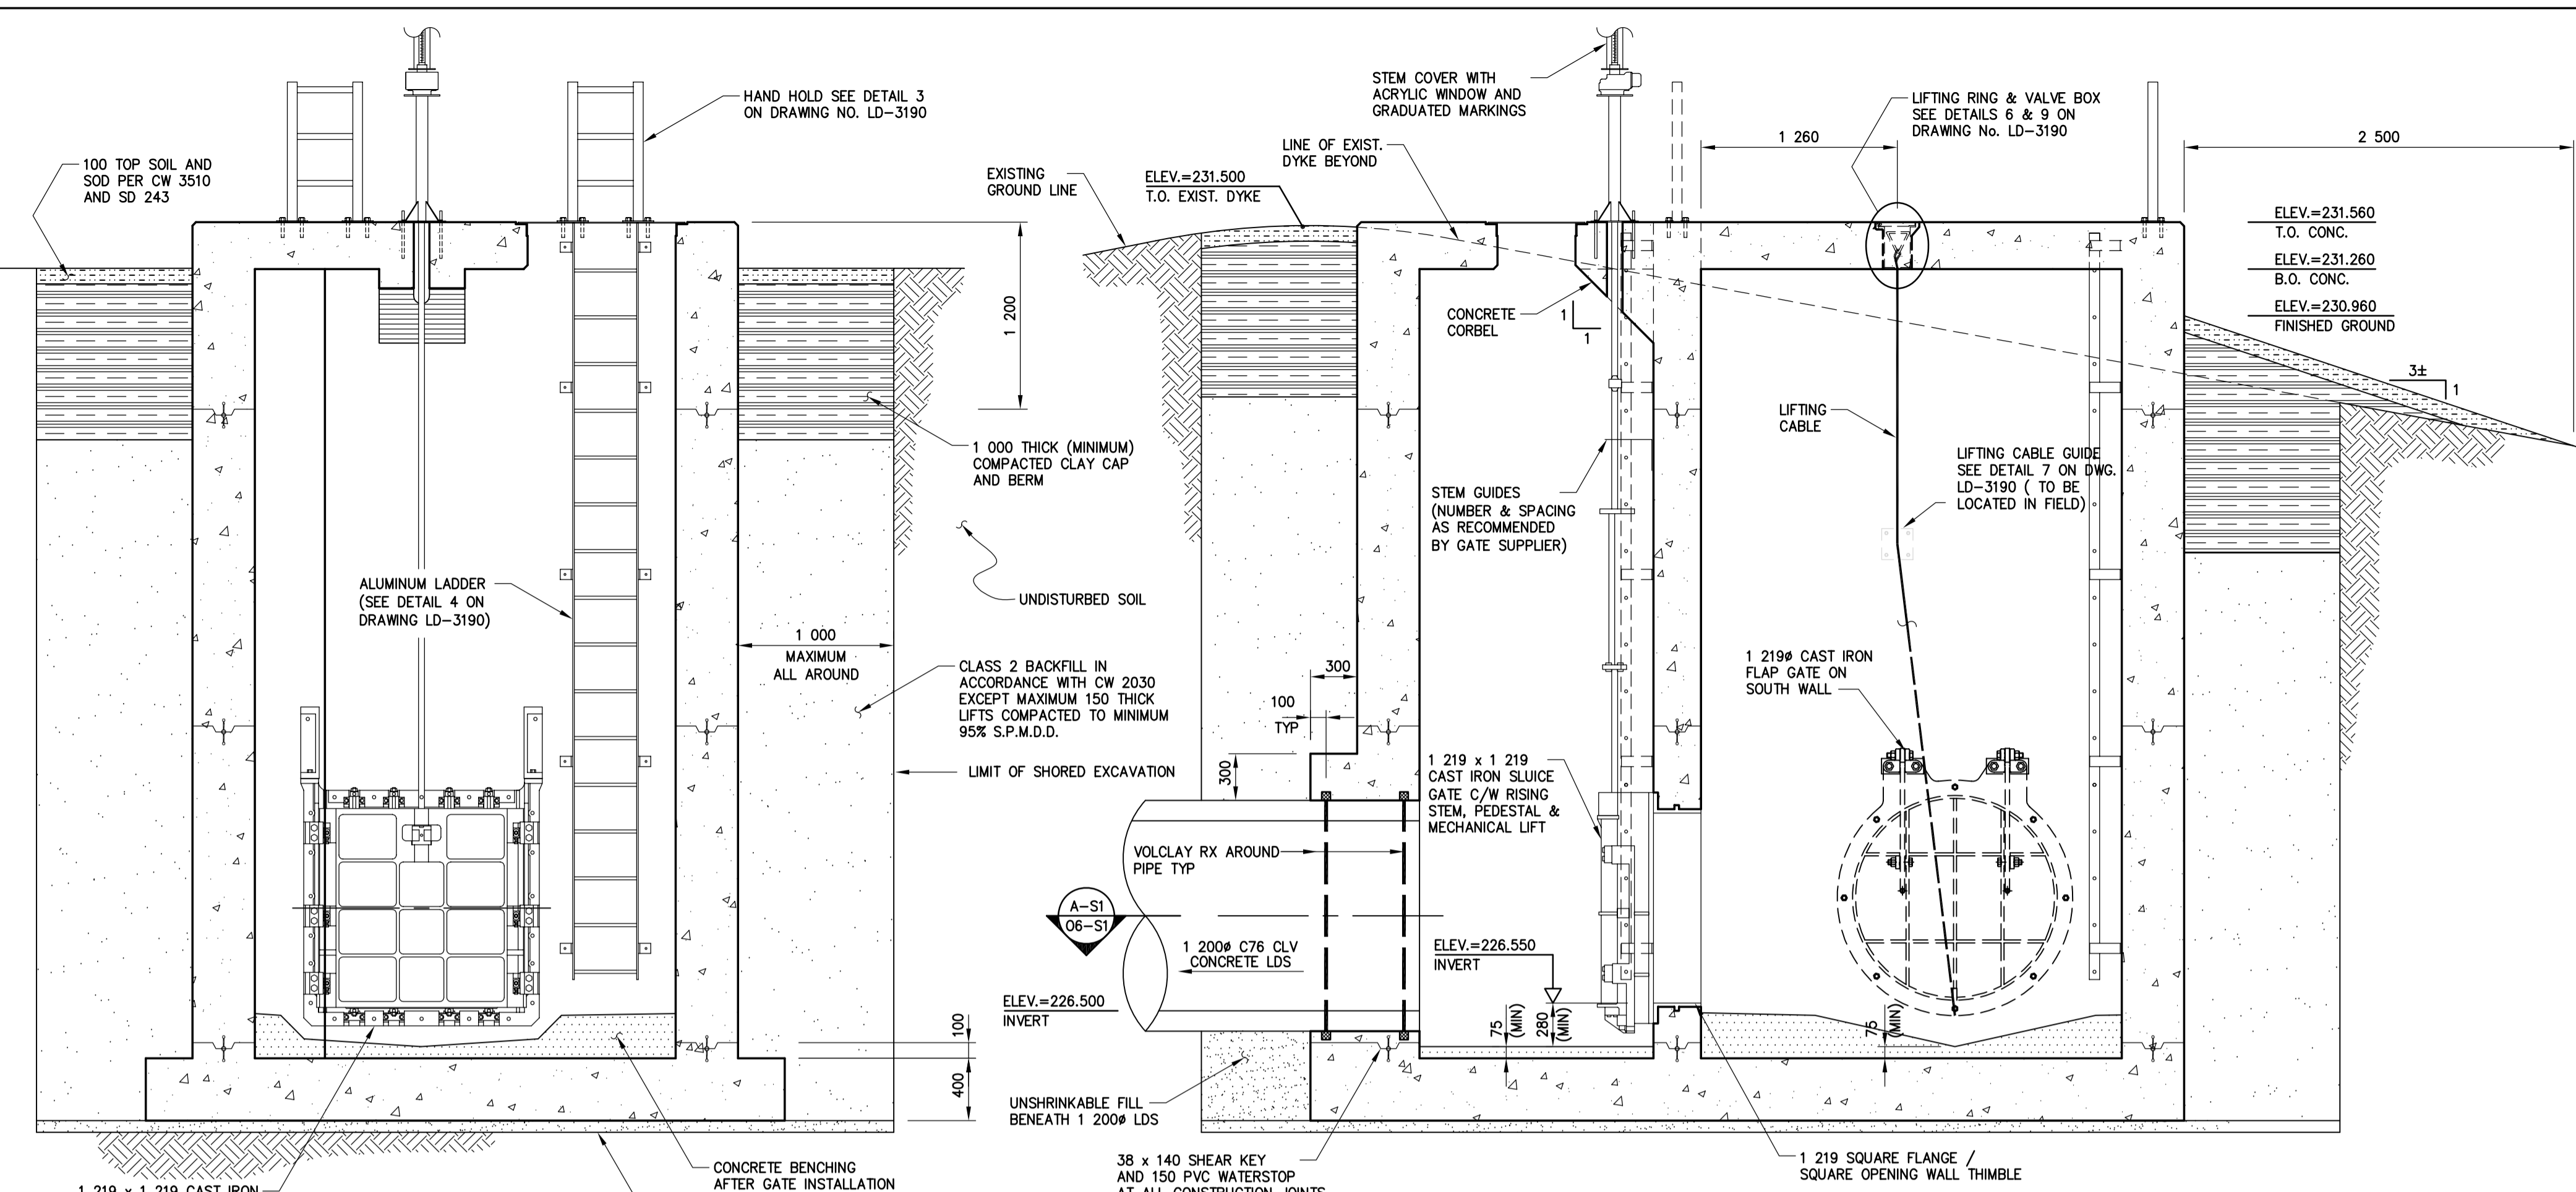 STEM COVER WITH
ACRYLIC WINDOW AND
GRADUATED MARKINGS
HAND HOLD SEE DETAIL 3
ON DRAWING NO. LD-3190
LIFTING RING & VALVE BOX
SEE DETAILS 6 & 9 ON
DRAWING No. LD-3190
1 260
2 500
100 TOP SOIL AND
SOD PER CW 3510
AND SD 243
LINE OF EXIST.
DYKE BEYOND
EXISTING
GROUND LINE
ELEV.=231.500
T.O. EXIST. DYKE
ELEV.=231.560
T.O. CONC.
ELEV.=231.260
B.O. CONC.
ELEV.=230.960
FINISHED GROUND
1 200
CONCRETE
CORBEL
1
1
3±
1
LIFTING
CABLE
1 000 THICK (MINIMUM)
COMPACTED CLAY CAP
AND BERM
LIFTING CABLE GUIDE
SEE DETAIL 7 ON DWG.
LD-3190 ( TO BE
LOCATED IN FIELD)
STEM GUIDES
(NUMBER & SPACING
AS RECOMMENDED
BY GATE SUPPLIER)
ALUMINUM LADDER
(SEE DETAIL 4 ON
DRAWING LD-3190)
UNDISTURBED SOIL
1 000
MAXIMUM
ALL AROUND
CLASS 2 BACKFILL IN
ACCORDANCE WITH CW 2030
EXCEPT MAXIMUM 150 THICK
LIFTS COMPACTED TO MINIMUM
95% S.P.M.D.D.
300
100
TYP
300
1 219ø CAST IRON
FLAP GATE ON
SOUTH WALL
LIMIT OF SHORED EXCAVATION
1 219 x 1 219
CAST IRON SLUICE
GATE C/W RISING
STEM, PEDESTAL &
MECHANICAL LIFT
VOLCLAY RX AROUND
PIPE TYP
A-S1
06-S1
1 200ø C76 CLV
CONCRETE LDS
ELEV.=226.550
INVERT
ELEV.=226.500
INVERT
75
(MIN)
280
(MIN)
75
(MIN)
100
400
UNSHRINKABLE FILL
BENEATH 1 200ø LDS
38 x 140 SHEAR KEY
AND 150 PVC WATERSTOP
AT ALL CONSTRUCTION JOINTS
1 219 SQUARE FLANGE /
SQUARE OPENING WALL THIMBLE
CONCRETE BENCHING
AFTER GATE INSTALLATION
1 219 x 1 219 CAST IRON